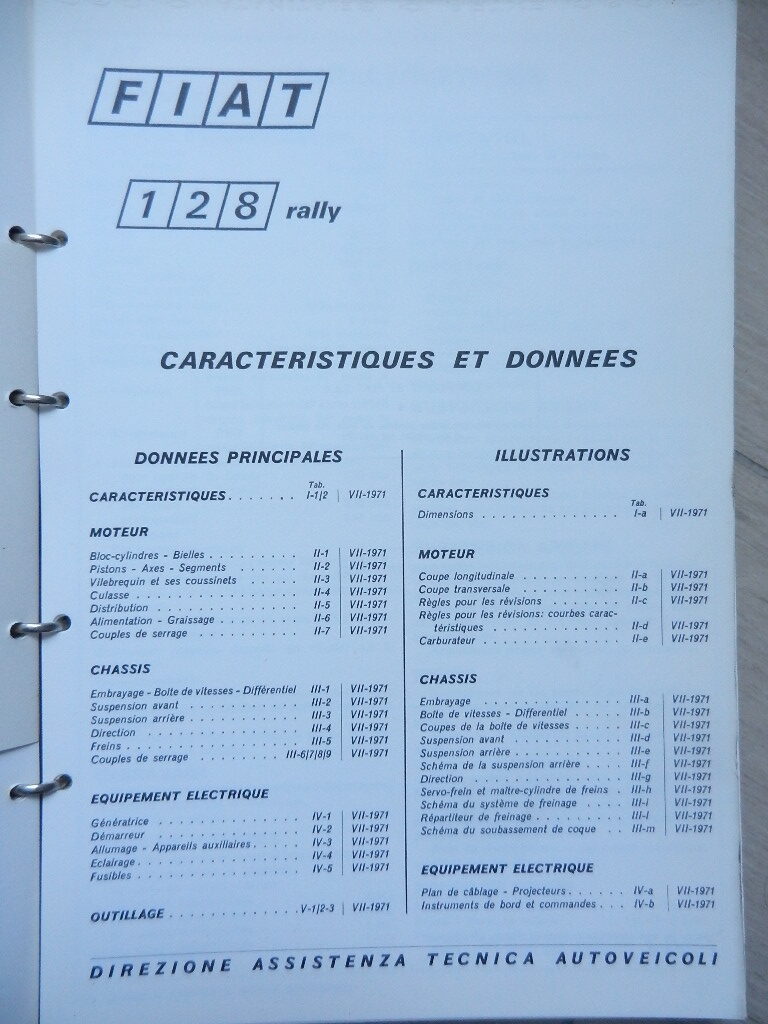 FIAT
128 rally
CARACTERISTIQUES ET DONNEES
DONNEES PRINCIPALES
Tab.
CARACTERISTIQUES . . . . . . . I-1/2 | VII-1971
MOTEUR
Bloc-cylindres - Bielles . . . . . . . . . II-1 | VII-1971
Pistons - Axes - Segments . . . . . . II-2 | VII-1971
Vilebrequin et ses coussinets . . . . . II-3 | VII-1971
Culasse . . . . . . . . . . . . . . . . II-4 | VII-1971
Distribution . . . . . . . . . . . . . . II-5 | VII-1971
Alimentation - Graissage . . . . . . . . II-6 | VII-1971
Couples de serrage . . . . . . . . . . II-7 | VII-1971
CHASSIS
Embrayage - Boîte de vitesses - Différentiel III-1 | VII-1971
Suspension avant . . . . . . . . . . . III-2 | VII-1971
Suspension arrière . . . . . . . . . . . III-3 | VII-1971
Direction . . . . . . . . . . . . . . . III-4 | VII-1971
Freins . . . . . . . . . . . . . . . . . III-5 | VII-1971
Couples de serrage . . . . . . . . III-6/7/8/9 | VII-1971
EQUIPEMENT ELECTRIQUE
Génératrice . . . . . . . . . . . . . . IV-1 | VII-1971
Démarreur . . . . . . . . . . . . . . . IV-2 | VII-1971
Allumage - Appareils auxiliaires . . . . . IV-3 | VII-1971
Eclairage . . . . . . . . . . . . . . . . IV-4 | VII-1971
Fusibles . . . . . . . . . . . . . . . . IV-5 | VII-1971
OUTILLAGE . . . . . . . . . . . . . V-1/2-3 | VII-1971
ILLUSTRATIONS
CARACTERISTIQUES
Tab.
Dimensions . . . . . . . . . . . . . . I-a | VII-1971
MOTEUR
Coupe longitudinale . . . . . . . . . . II-a | VII-1971
Coupe transversale . . . . . . . . . . II-b | VII-1971
Règles pour les révisions . . . . . . . II-c | VII-1971
Règles pour les révisions: courbes carac-
téristiques . . . . . . . . . . . . . II-d | VII-1971
Carburateur . . . . . . . . . . . . . . II-e | VII-1971
CHASSIS
Embrayage . . . . . . . . . . . . . . III-a | VII-1971
Boîte de vitesses - Differentiel . . . . . III-b | VII-1971
Coupes de la boîte de vitesses . . . . . III-c | VII-1971
Suspension avant . . . . . . . . . . . III-d | VII-1971
Suspension arrière . . . . . . . . . . . III-e | VII-1971
Schéma de la suspension arrière . . . . III-f | VII-1971
Direction . . . . . . . . . . . . . . . III-g | VII-1971
Servo-frein et maître-cylindre de freins . III-h | VII-1971
Schéma du système de freinage . . . . III-i | VII-1971
Répartiteur de freinage . . . . . . . . . III-l | VII-1971
Schéma du soubassement de coque . . III-m | VII-1971
EQUIPEMENT ELECTRIQUE
Plan de câblage - Projecteurs . . . . . . IV-a | VII-1971
Instruments de bord et commandes . . . IV-b | VII-1971
DIREZIONE ASSISTENZA TECNICA AUTOVEICOLI